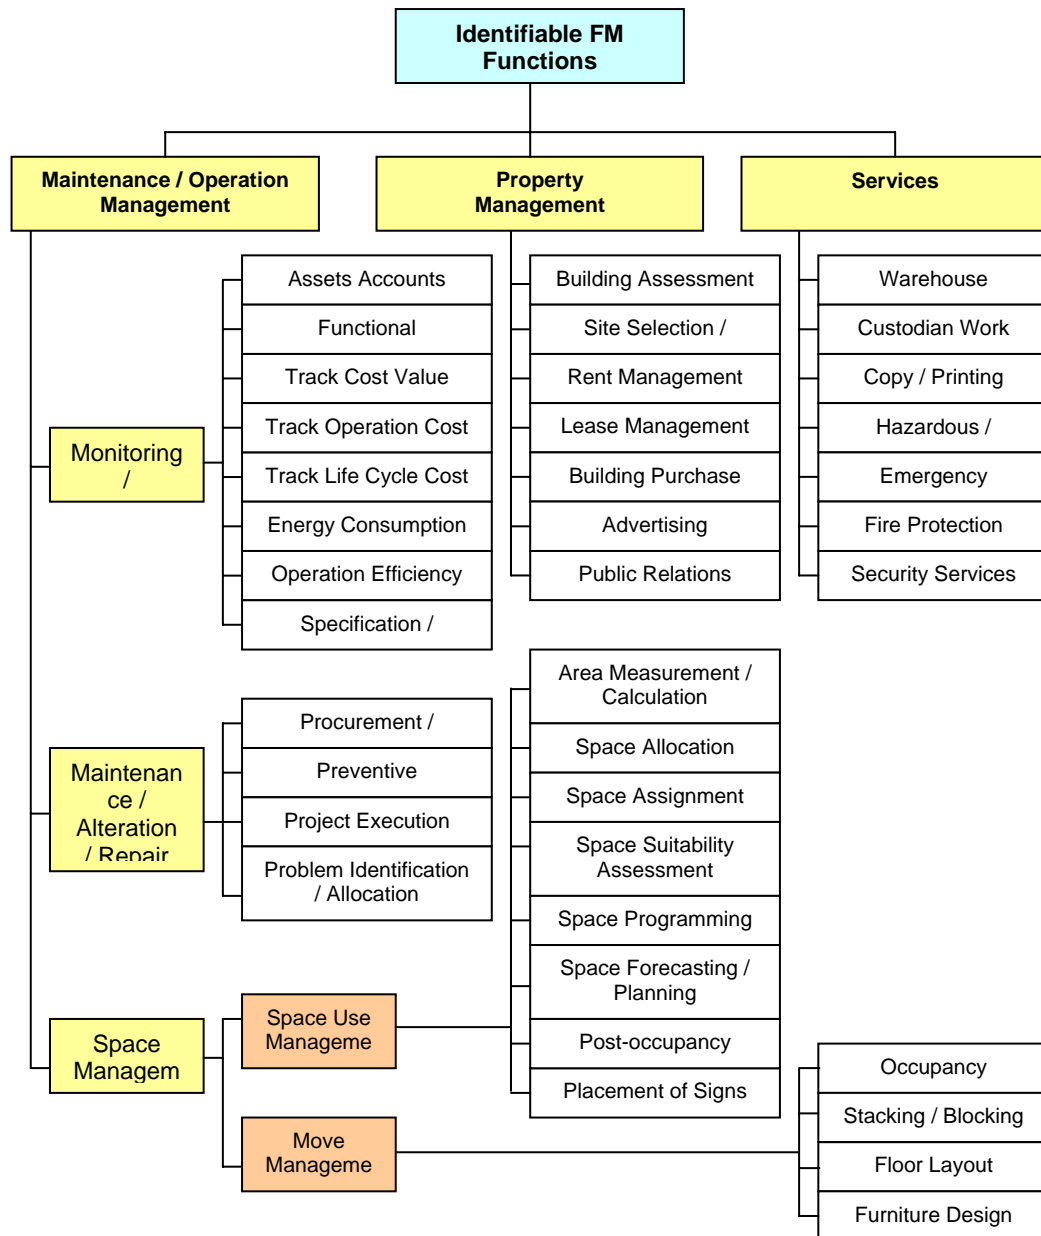 Identifiable FM
Functions
Maintenance / Operation
Management
Property
Management
Services
Assets Accounts
Functional
Track Cost Value
Track Operation Cost
Track Life Cycle Cost
Energy Consumption
Operation Efficiency
Specification /
Monitoring
/
Building Assessment
Site Selection /
Rent Management
Lease Management
Building Purchase
Advertising
Public Relations
Warehouse
Custodian Work
Copy / Printing
Hazardous /
Emergency
Fire Protection
Security Services
Maintenan
ce /
Alteration
/ Repair
Procurement /
Preventive
Project Execution
Problem Identification
/ Allocation
Area Measurement /
Calculation
Space Allocation
Space Assignment
Space Suitability
Assessment
Space Programming
Space Forecasting /
Planning
Post-occupancy
Placement of Signs
Space
Managem
Space Use
Manageme
Move
Manageme
Occupancy
Stacking / Blocking
Floor Layout
Furniture Design